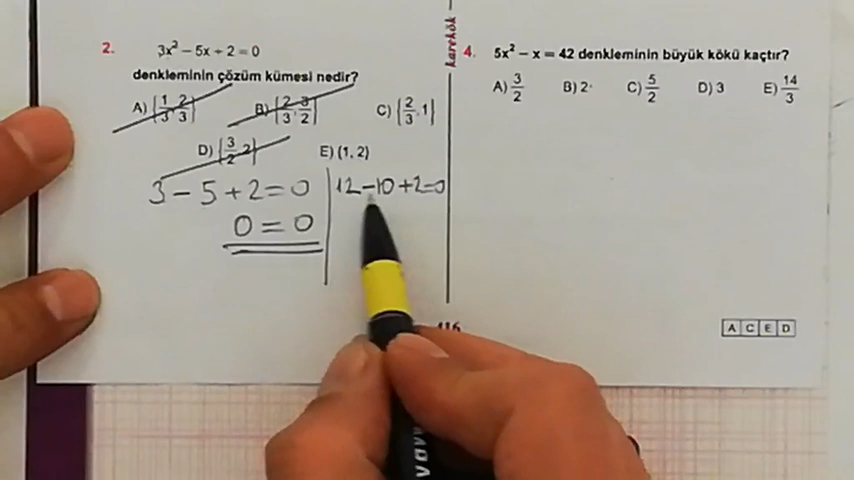 2. 3x² − 5x + 2 = 0
denkleminin çözüm kümesi nedir?
A) {1/3, 2/3} B) {2/3, 3/2} C) {2/3, 1}
D) {3/2, 2} E) {1, 2}
3 − 5 + 2 = 0
0 = 0
12 − 10 + 2 = 0
karekök
4. 5x² − x = 42 denkleminin büyük kökü kaçtır?
A) 3/2 B) 2 C) 5/2 D) 3 E) 14/3
116
A C E D